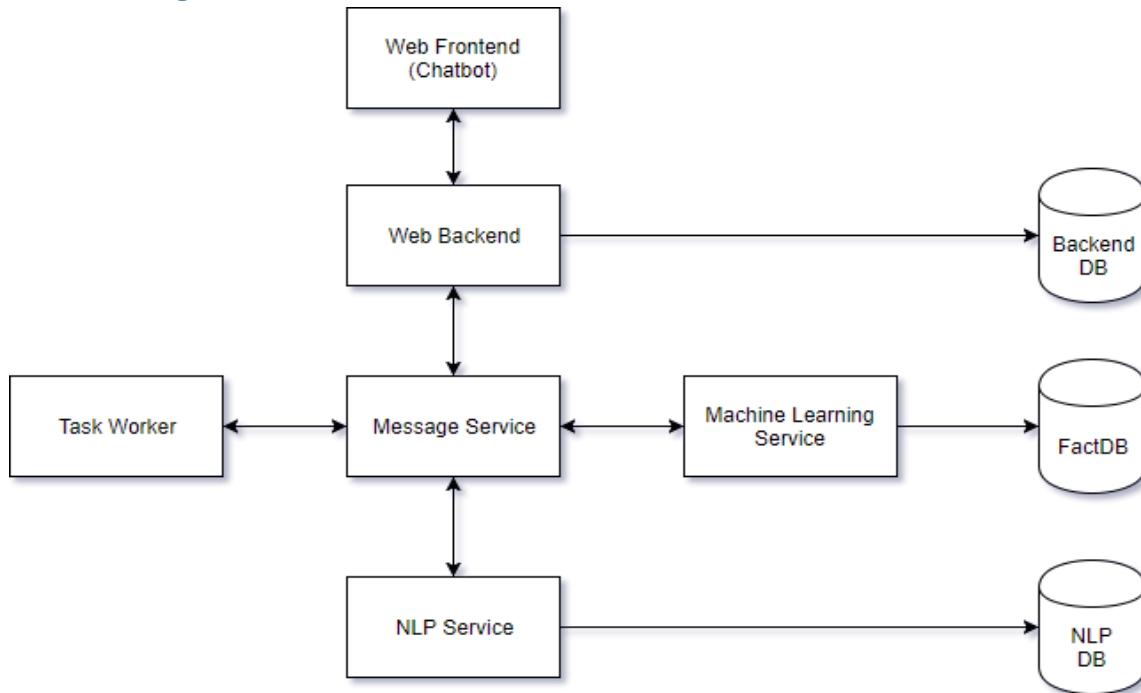 Web Frontend
(Chatbot)
Web Backend
Backend
DB
Task Worker
Message Service
Machine Learning
Service
FactDB
NLP Service
NLP
DB